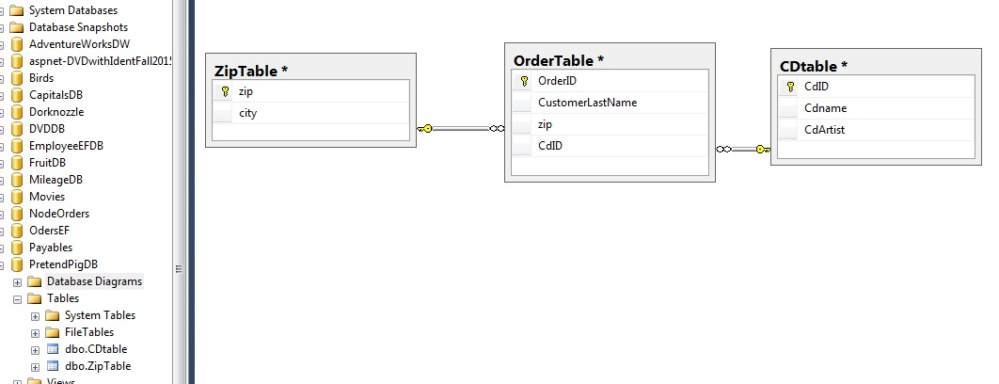 System Databases
Database Snapshots
AdventureWorksDW
aspnet-DVDwithIdentFall2015
Birds
CapitalsDB
Dorknozzle
DVDDB
EmployeeEFDB
FruitDB
MileageDB
Movies
NodeOrders
OdersEF
Payables
PretendPigDB
Database Diagrams
Tables
System Tables
FileTables
dbo.CDtable
dbo.ZipTable
Views
ZipTable *
zip
city
OrderTable *
OrderID
CustomerLastName
zip
CdID
CDtable *
CdID
Cdname
CdArtist